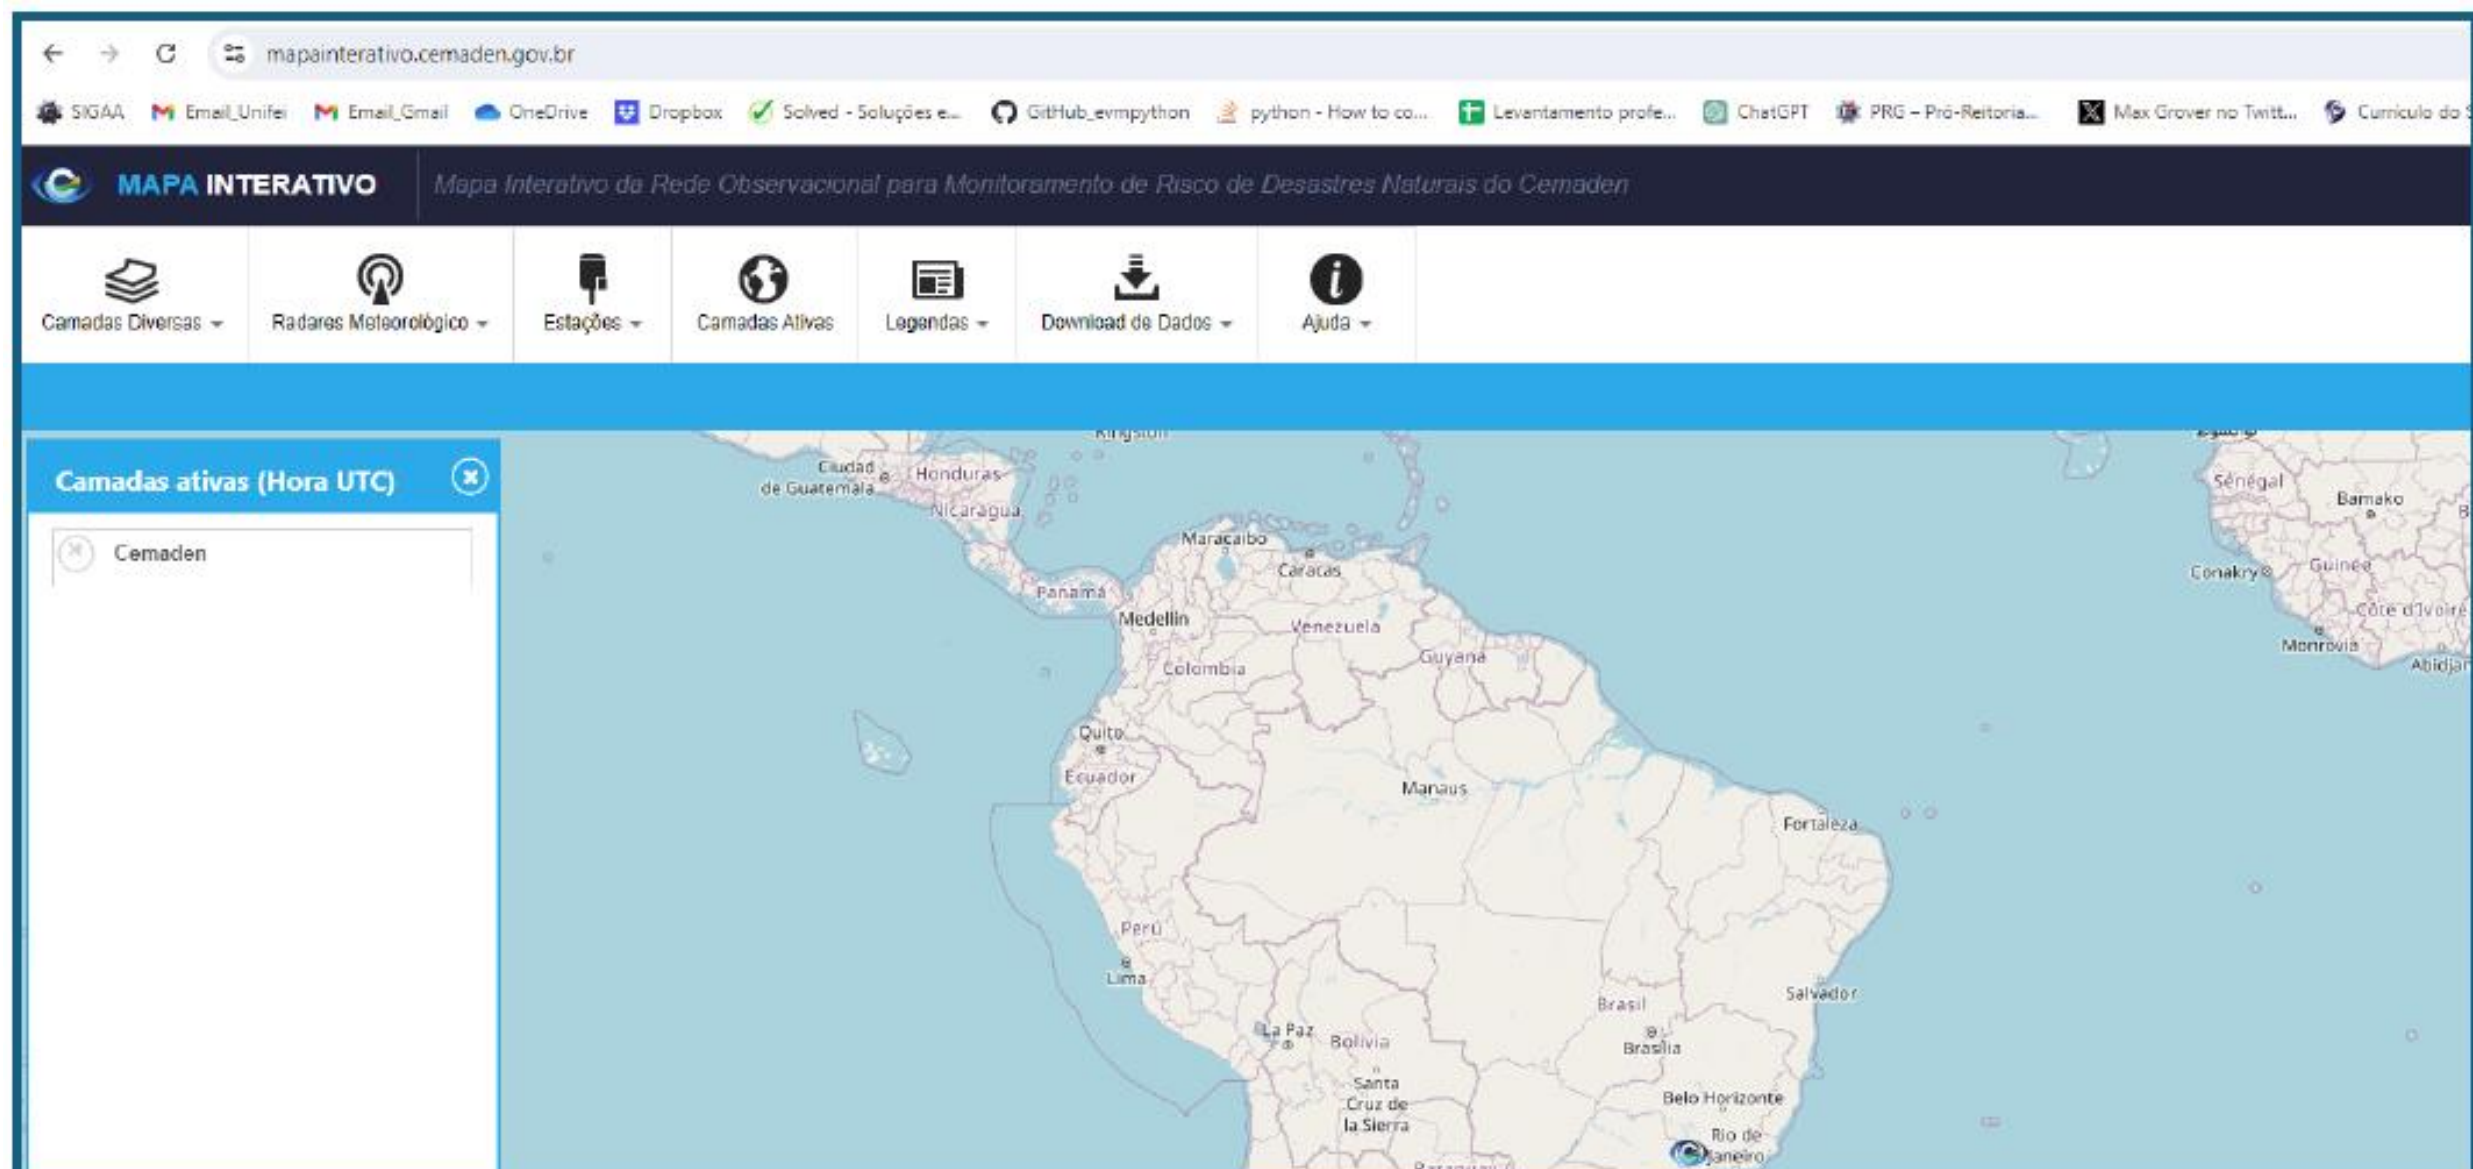 mapainterativo.cemaden.gov.br
SIGAA Email_Unifei Email_Gmail OneDrive Dropbox Solved - Soluções e... GitHub_evmpython python - How to co... Levantamento profe... ChatGPT PRG – Pró-Reitoria... Max Grover no Twitt... Currículo do S
MAPA INTERATIVO Mapa Interativo da Rede Observacional para Monitoramento de Risco de Desastres Naturais do Cemaden
Camadas Diversas Radares Meteorológico Estações Camadas Ativas Legendas Download de Dados Ajuda
Kingston
Camadas ativas (Hora UTC)
Cemaden
Ciudad
de Guatemala
Honduras
Nicaragua
Sénégal
Bamako
Maracaibo
Caracas
Conakry
Guinée
Panamá
Medellín
Venezuela
Côte d'Ivoire
Monrovia
Abidjan
Colombia
Guyana
Quito
Ecuador
Manaus
Fortaleza
Perú
Lima
Salvador
Brasil
La Paz
Bolivia
Brasília
Santa
Cruz de
la Sierra
Belo Horizonte
Rio de
Janeiro